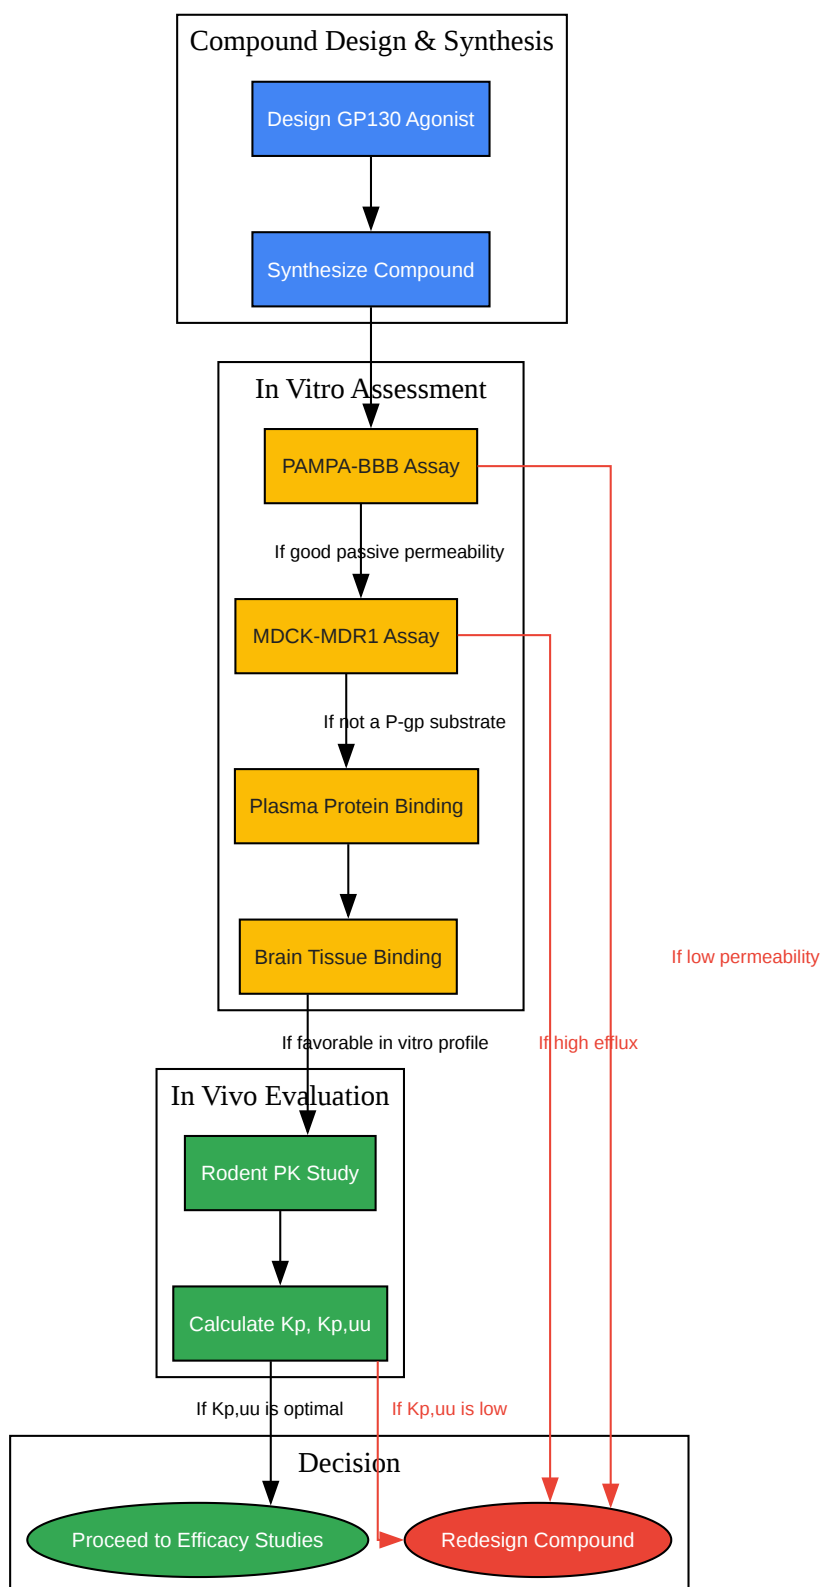 Compound Design & Synthesis
Design GP130 Agonist
Synthesize Compound
In Vitro Assessment
PAMPA-BBB Assay
If good passive permeability
MDCK-MDR1 Assay
If not a P-gp substrate
Plasma Protein Binding
Brain Tissue Binding
If low permeability
If favorable in vitro profile
If high efflux
In Vivo Evaluation
Rodent PK Study
Calculate Kp, Kp,uu
If Kp,uu is optimal
If Kp,uu is low
Decision
Proceed to Efficacy Studies
Redesign Compound